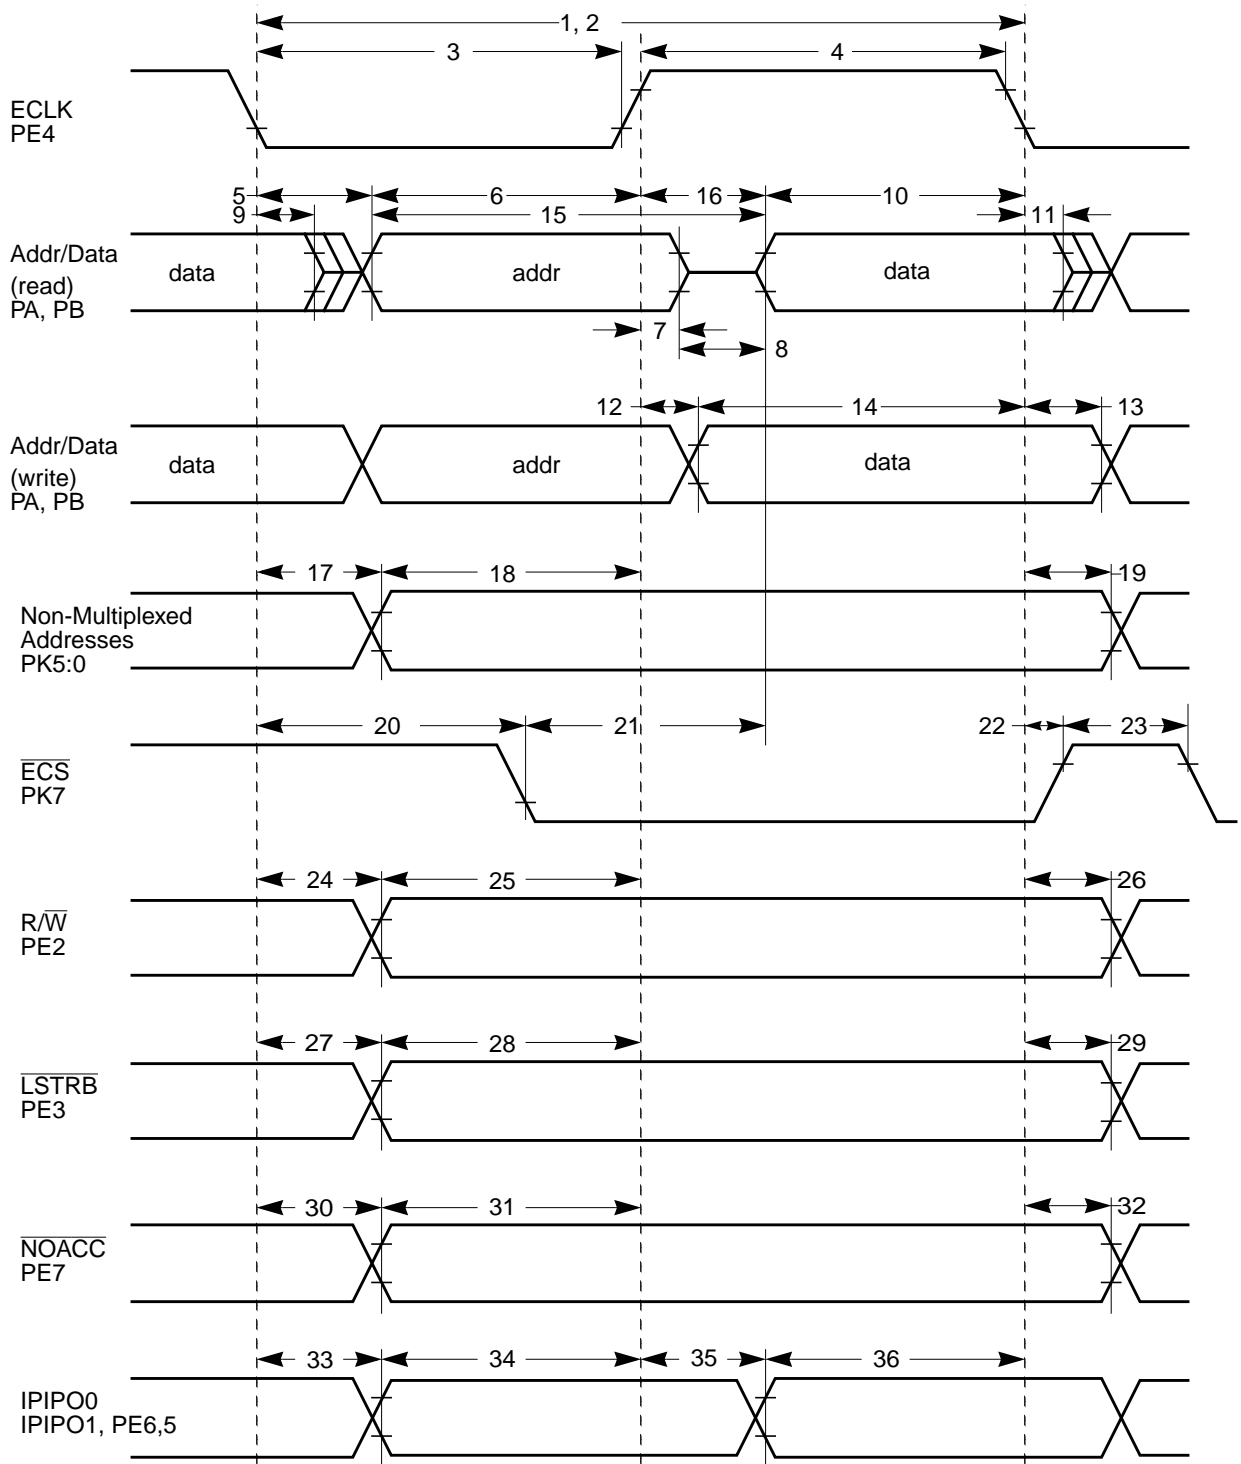 1, 2
3
4
ECLK
PE4
5
6
16
10
9
15
11
Addr/Data
(read)
PA, PB
data
addr
data
7
8
12
14
13
Addr/Data
(write)
PA, PB
data
addr
data
17
18
19
Non-Multiplexed
Addresses
PK5:0
20
21
22
23
ECS
PK7
24
25
26
R/W
PE2
27
28
29
LSTRB
PE3
30
31
32
NOACC
PE7
33
34
35
36
IPIPO0
IPIPO1, PE6,5